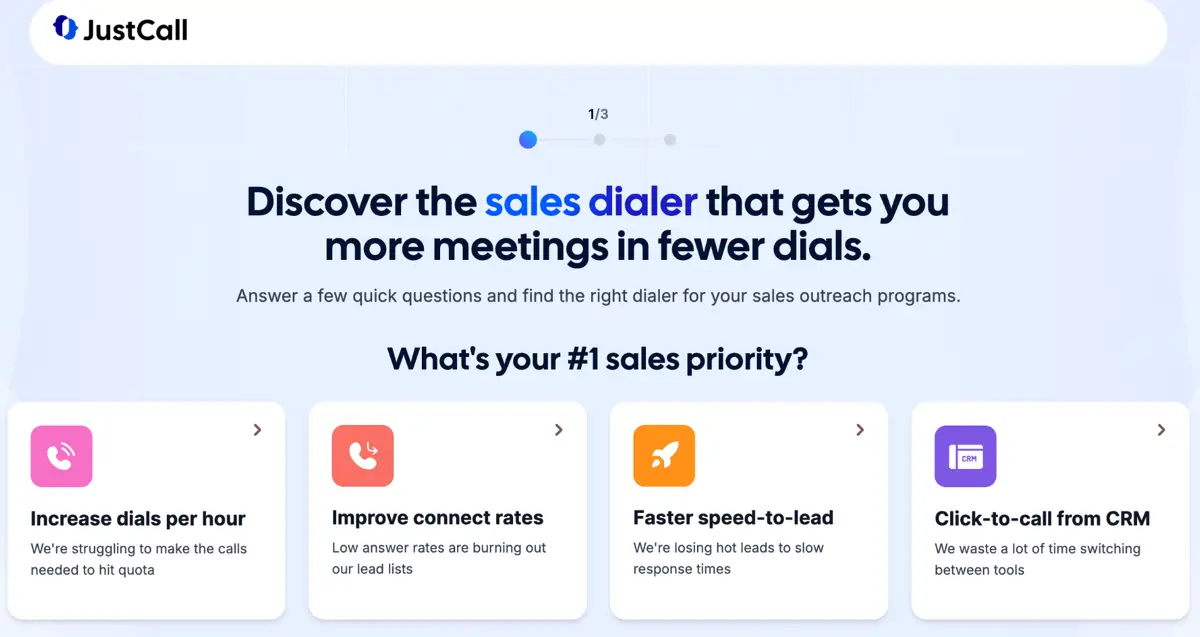 JustCall
1/3
Discover the sales dialer that gets you
more meetings in fewer dials.
Answer a few quick questions and find the right dialer for your sales outreach programs.
What's your #1 sales priority?
Increase dials per hour
We're struggling to make the calls
needed to hit quota
Improve connect rates
Low answer rates are burning out
our lead lists
Faster speed-to-lead
We're losing hot leads to slow
response times
CRM
Click-to-call from CRM
We waste a lot of time switching
between tools